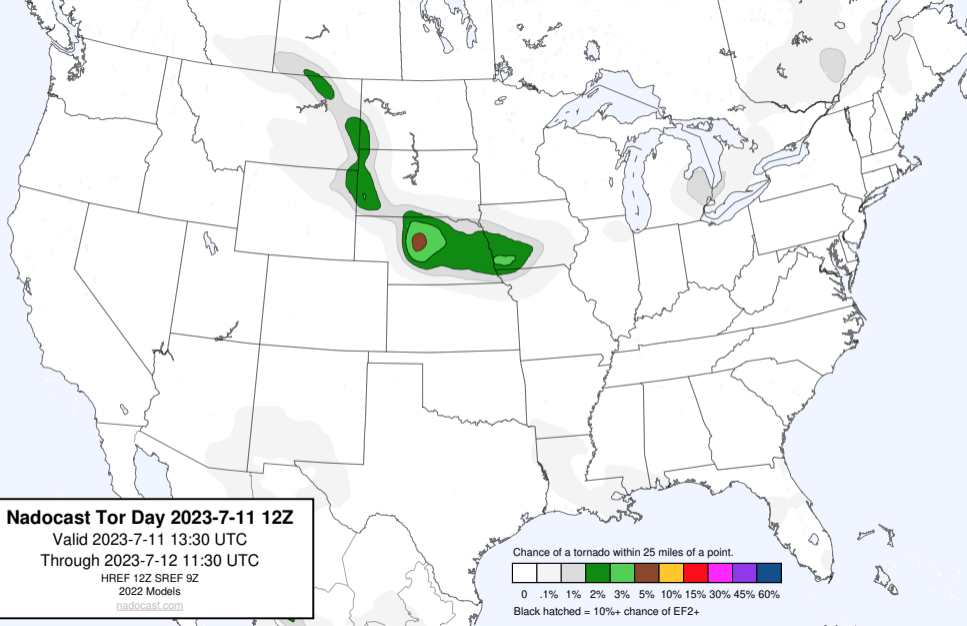 Nadocast Tor Day 2023-7-11 12Z
Valid 2023-7-11 13:30 UTC
Through 2023-7-12 11:30 UTC
HREF 12Z SREF 9Z
2022 Models
nadocast.com
Chance of a tornado within 25 miles of a point.
0 .1% 1% 2% 3% 5% 10% 15% 30% 45% 60%
Black hatched = 10%+ chance of EF2+